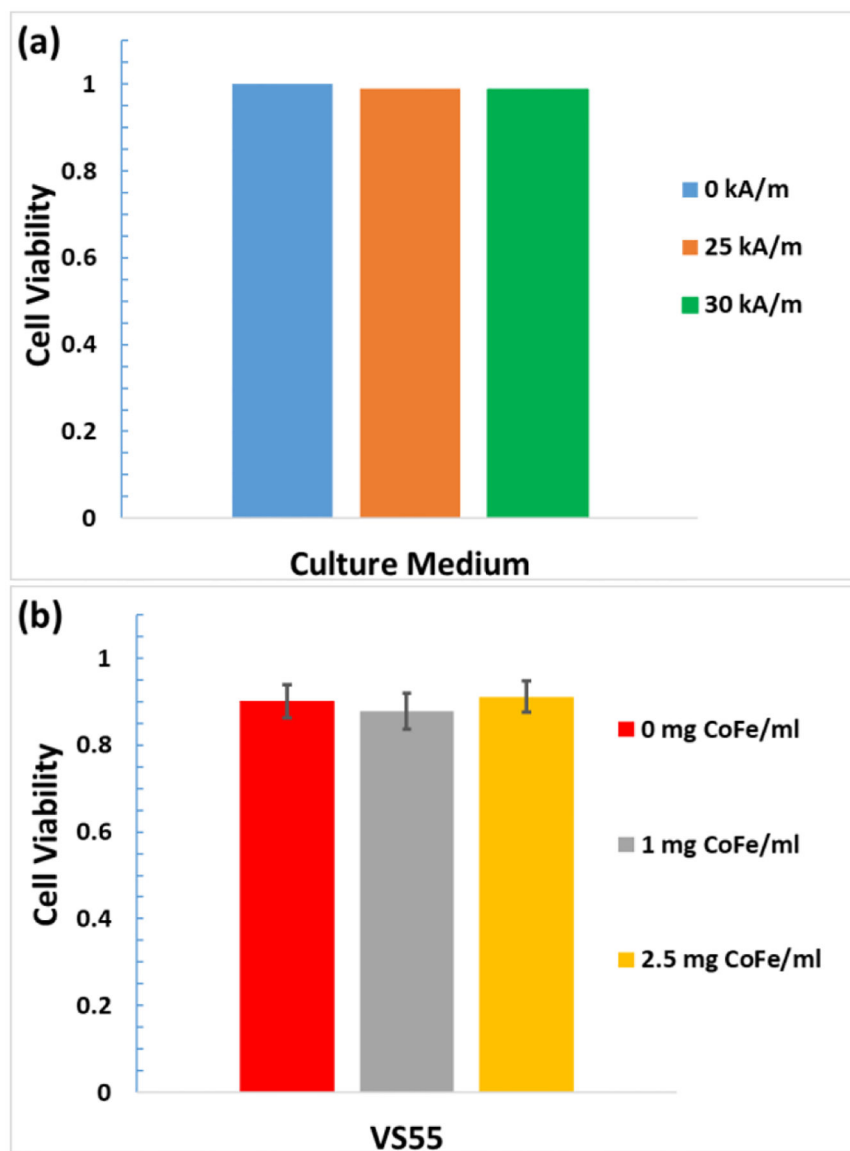 (a)
1
0.8
0.6
0.4
0.2
0
Cell Viability
Culture Medium
0 kA/m
25 kA/m
30 kA/m
(b)
1
0.8
0.6
0.4
0.2
0
Cell Viability
VS55
0 mg CoFe/ml
1 mg CoFe/ml
2.5 mg CoFe/ml